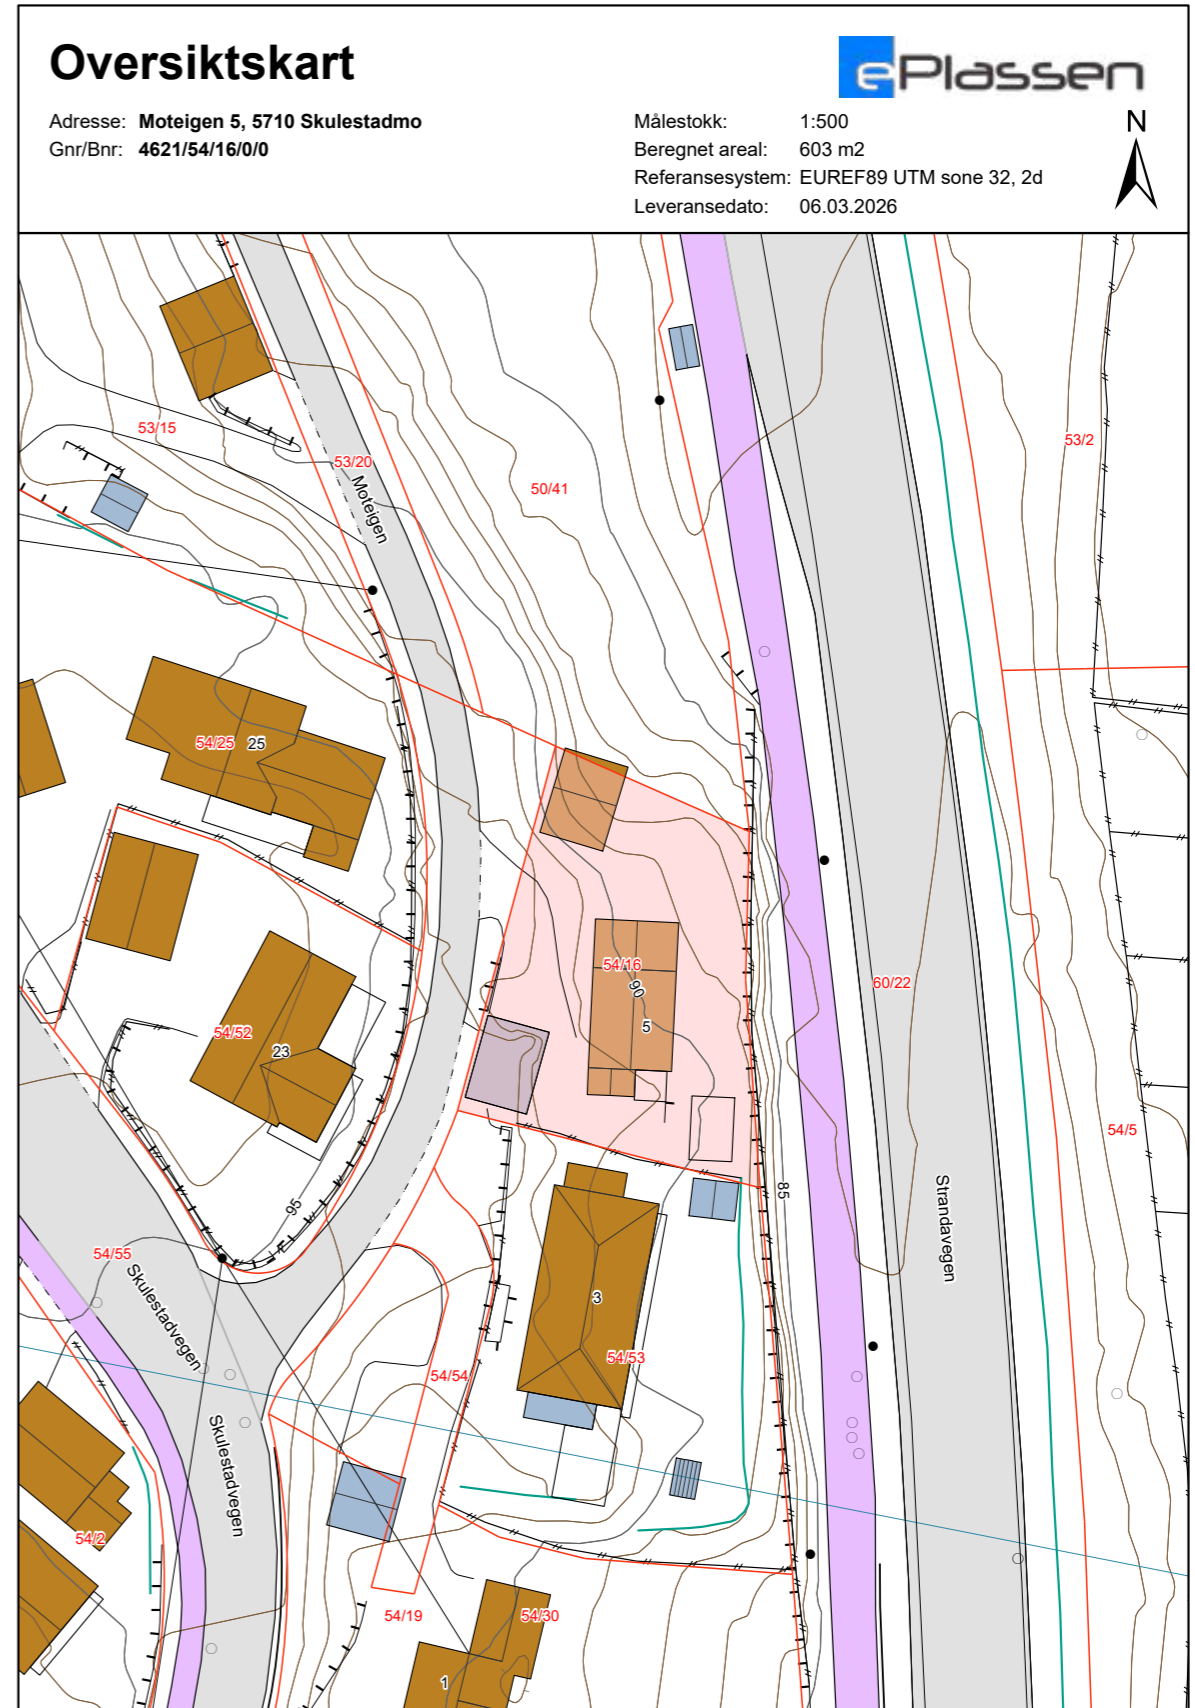 Oversiktskart
ePlassen
Adresse: Moteigen 5, 5710 Skulestadmo
Gnr/Bnr: 4621/54/16/0/0
Målestokk: 1:500
Beregnet areal: 603 m2
Referansesystem: EUREF89 UTM sone 32, 2d
Leveransedato: 06.03.2026
N
53/15
53/20
Moteigen
50/41
53/2
54/25
25
54/16
90
5
60/22
54/52
23
54/5
85
95
Strandavegen
54/55
Skulestadvegen
3
54/53
54/54
Skulestadvegen
54/2
54/19
54/30
1